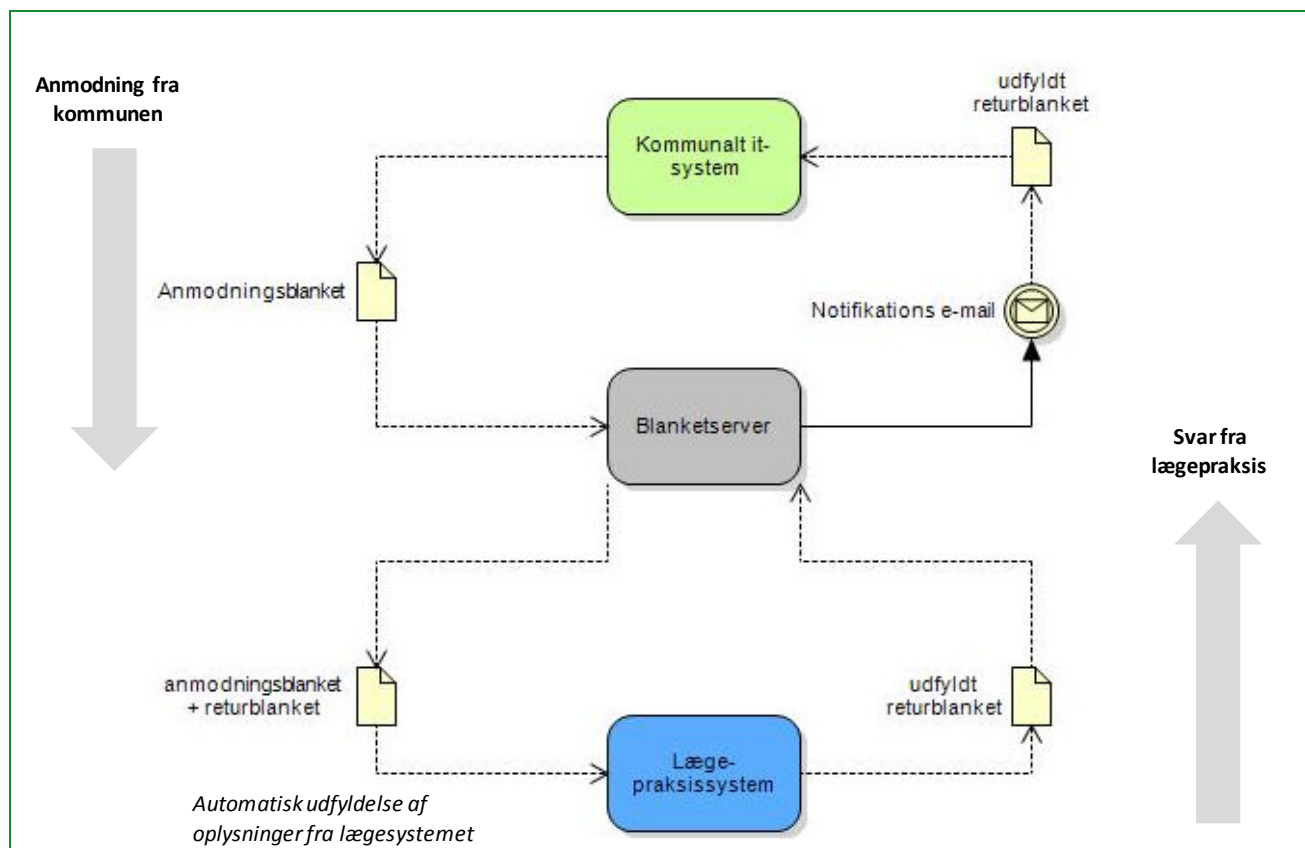 Anmodning fra
kommunen
Kommunalt it-
system
udfyldt
returblanket
Anmodningsblanket
Notifikations e-mail
Blanketserver
Svar fra
lægepraksis
anmodningsblanket
+ returblanket
udfyldt
returblanket
Læge-
praksissystem
Automatisk udfyldelse af
oplysninger fra lægesystemet